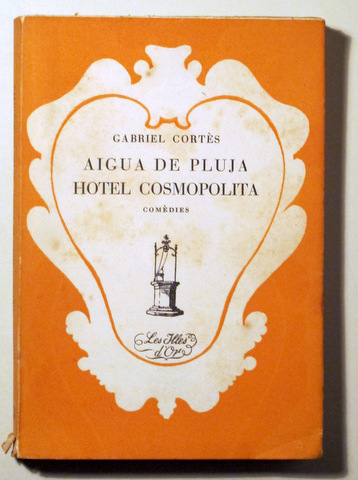 GABRIEL CORTÈS
AIGUA DE PLUJA
HOTEL COSMOPOLITA
COMÈDIES
Les Illes
d'Or